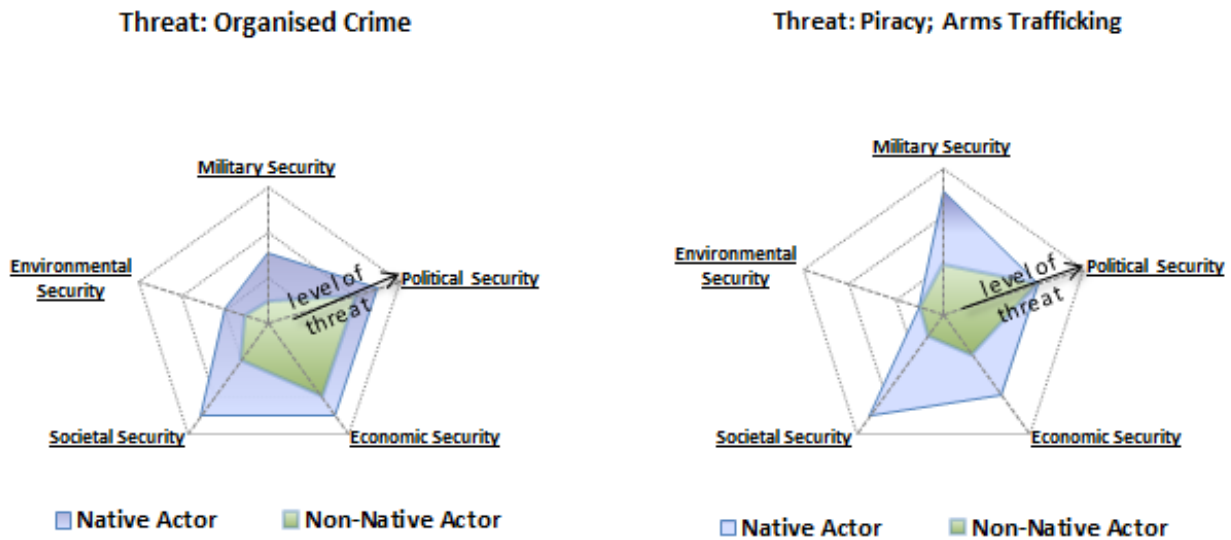 Threat: Organised Crime
Military Security
Environmental
Security
Political Security
level of
threat
Societal Security
Economic Security
Native Actor
Non-Native Actor
Threat: Piracy; Arms Trafficking
Military Security
Environmental
Security
Political Security
level of
threat
Societal Security
Economic Security
Native Actor
Non-Native Actor